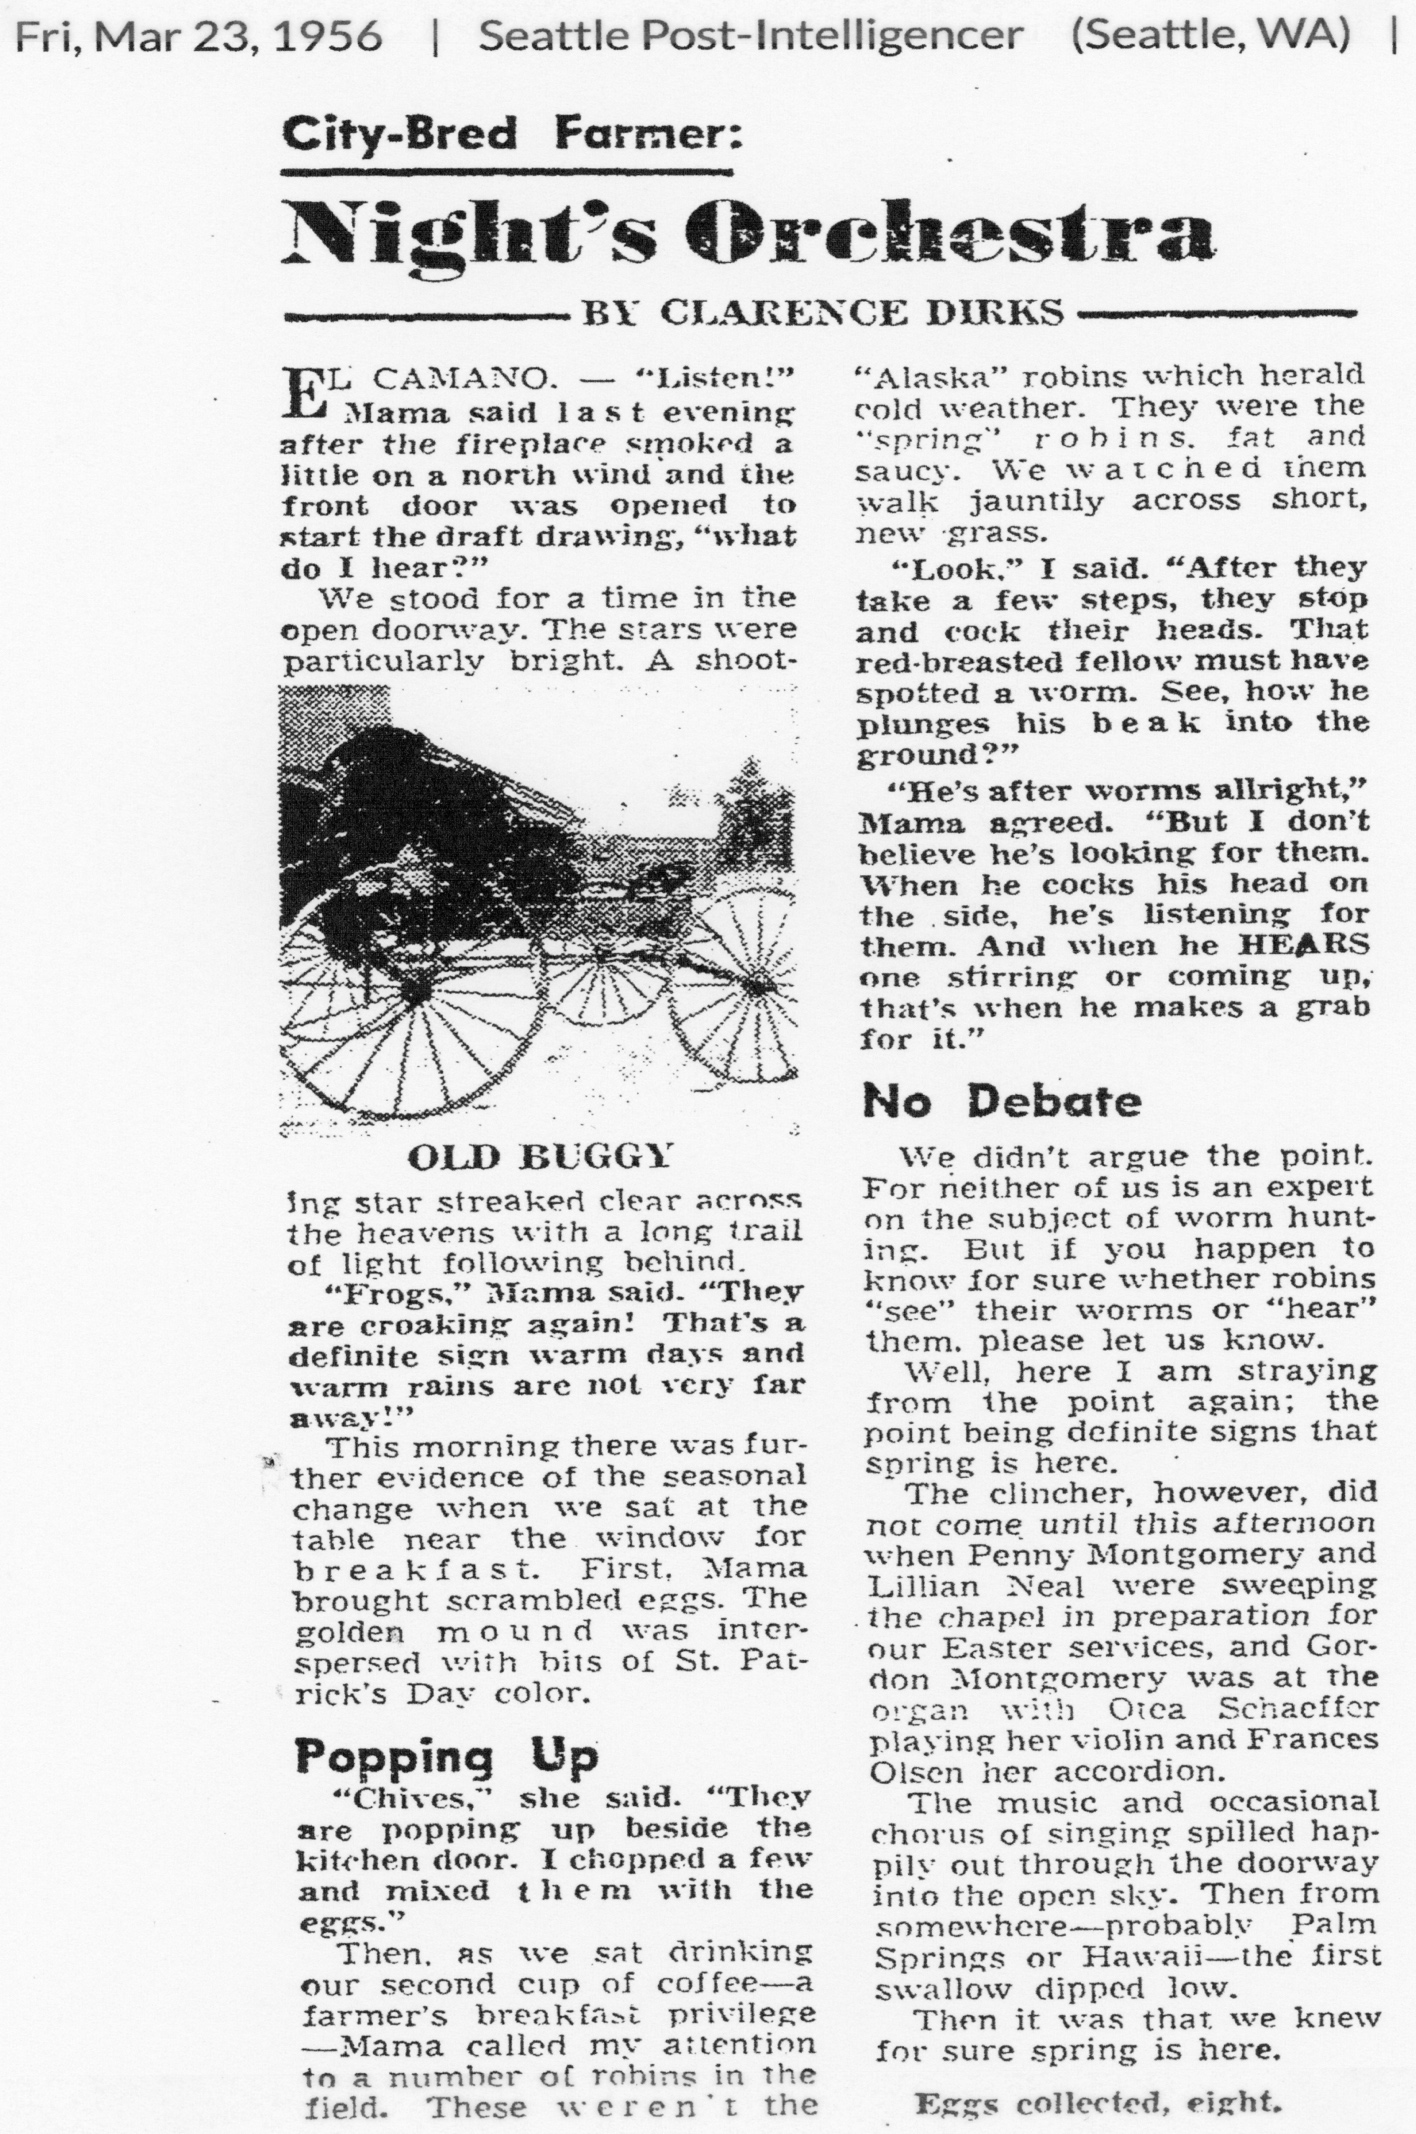 Fri, Mar 23, 1956 | Seattle Post-Intelligencer (Seattle, WA) |
City-Bred Farmer:
Night's Orchestra
BY CLARENCE DIRKS
EL CAMANO. — "Listen!"
Mama said last evening
after the fireplace smoked a
little on a north wind and the
front door was opened to
start the draft drawing, "what
do I hear?"
We stood for a time in the
open doorway. The stars were
particularly bright. A shoot-
OLD BUGGY
ing star streaked clear across
the heavens with a long trail
of light following behind.
"Frogs," Mama said. "They
are croaking again! That's a
definite sign warm days and
warm rains are not very far
away!"
This morning there was fur-
ther evidence of the seasonal
change when we sat at the
table near the window for
breakfast. First, Mama
brought scrambled eggs. The
golden mound was inter-
spersed with bits of St. Pat-
rick's Day color.
Popping Up
"Chives," she said. "They
are popping up beside the
kitchen door. I chopped a few
and mixed them with the
eggs."
Then, as we sat drinking
our second cup of coffee—a
farmer's breakfast privilege
—Mama called my attention
to a number of robins in the
field. These weren't the
"Alaska" robins which herald
cold weather. They were the
"spring" robins, fat and
saucy. We watched them
walk jauntily across short,
new grass.
"Look," I said. "After they
take a few steps, they stop
and cock their heads. That
red-breasted fellow must have
spotted a worm. See, how he
plunges his beak into the
ground?"
"He's after worms allright,"
Mama agreed. "But I don't
believe he's looking for them.
When he cocks his head on
the side, he's listening for
them. And when he HEARS
one stirring or coming up,
that's when he makes a grab
for it."
No Debate
We didn't argue the point.
For neither of us is an expert
on the subject of worm hunt-
ing. But if you happen to
know for sure whether robins
"see" their worms or "hear"
them, please let us know.
Well, here I am straying
from the point again; the
point being definite signs that
spring is here.
The clincher, however, did
not come until this afternoon
when Penny Montgomery and
Lillian Neal were sweeping
the chapel in preparation for
our Easter services, and Gor-
don Montgomery was at the
organ with Otea Schaeffer
playing her violin and Frances
Olsen her accordion.
The music and occasional
chorus of singing spilled hap-
pily out through the doorway
into the open sky. Then from
somewhere—probably Palm
Springs or Hawaii—the first
swallow dipped low.
Then it was that we knew
for sure spring is here.
Eggs collected, eight.